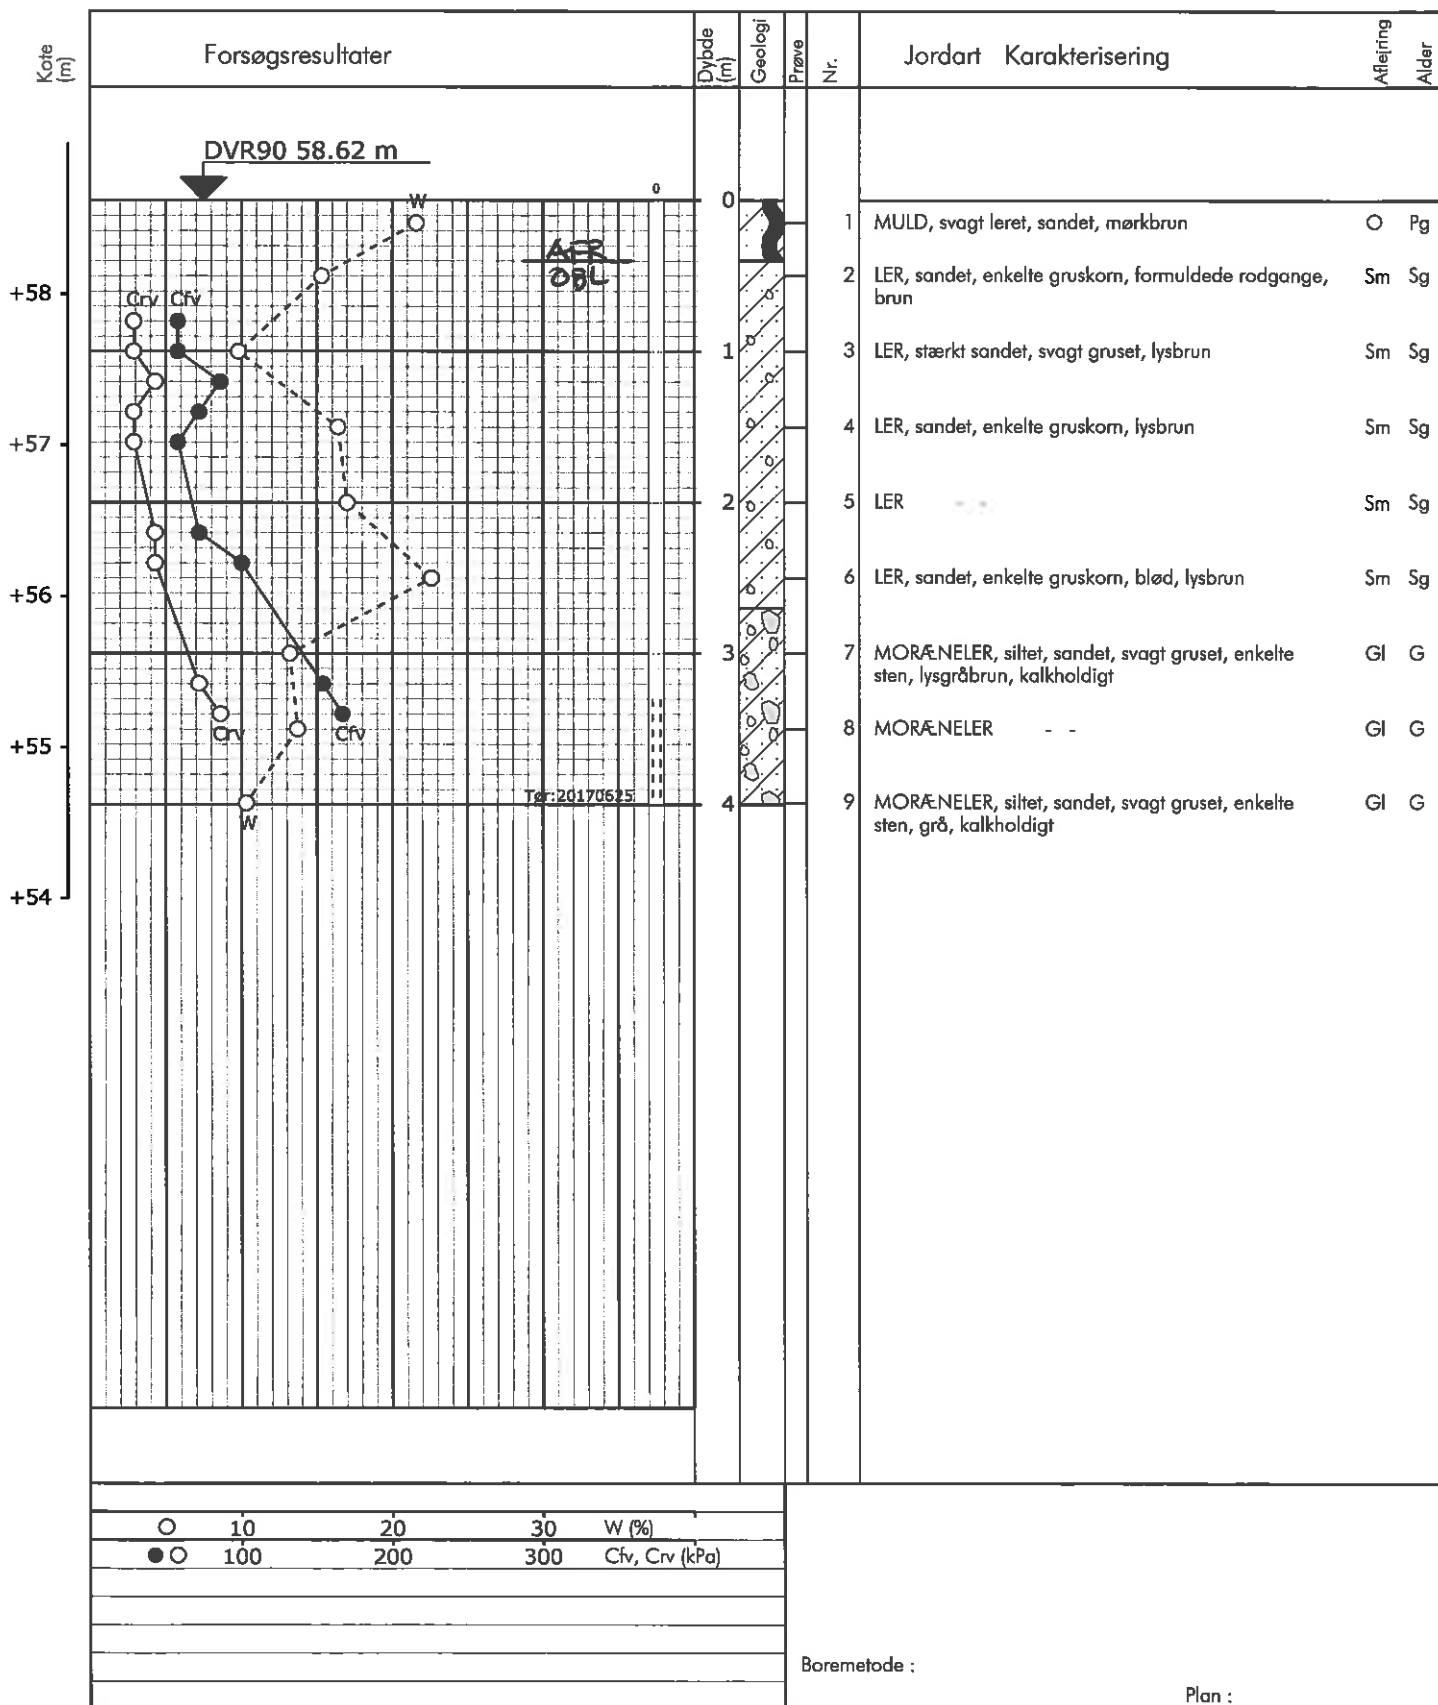 Kote (m)
Forsøgsresultater
Dybde (m)
Geologi
Prøve
Nr.
Jordart Karakterisering
Aflejring
Alder
DVR90 58.62 m
W
0
0
1 MULD, svagt leret, sandet, mørkbrun O Pg
OBL
2 LER, sandet, enkelte gruskorn, formuldede rodgange, Sm Sg
brun
+58
Crv Cfv
1
3 LER, stærkt sandet, svagt gruset, lysbrun Sm Sg
4 LER, sandet, enkelte gruskorn, lysbrun Sm Sg
+57
2
5 LER - - Sm Sg
6 LER, sandet, enkelte gruskorn, blød, lysbrun Sm Sg
+56
3
7 MORÆNELER, siltet, sandet, svagt gruset, enkelte Gl G
sten, lysgråbrun, kalkholdigt
Crv
Cfv
8 MORÆNELER - - Gl G
+55
Tør:20170625
4
9 MORÆNELER, siltet, sandet, svagt gruset, enkelte Gl G
sten, grå, kalkholdigt
W
+54
10 20 30 W (%)
100 200 300 Cfv, Crv (kPa)
Boremetode :
Plan :